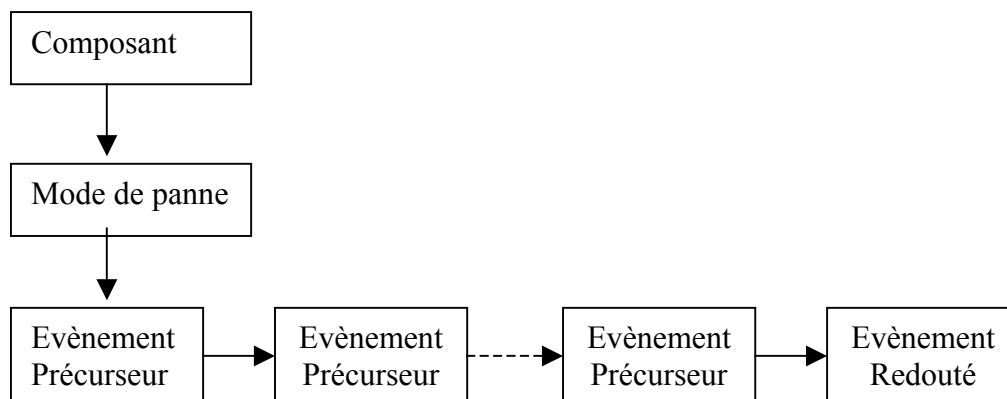 Composant
Mode de panne
Evènement
Précurseur
Evènement
Précurseur
Evènement
Précurseur
Evènement
Redouté